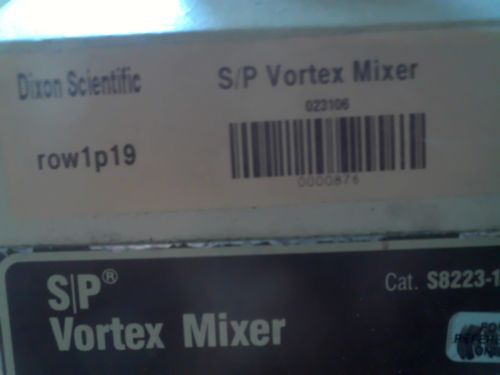 Dixon Scientific
S/P Vortex Mixer
023106
row1p19
0000876
S/P®
Cat. S8223-1
Vortex Mixer